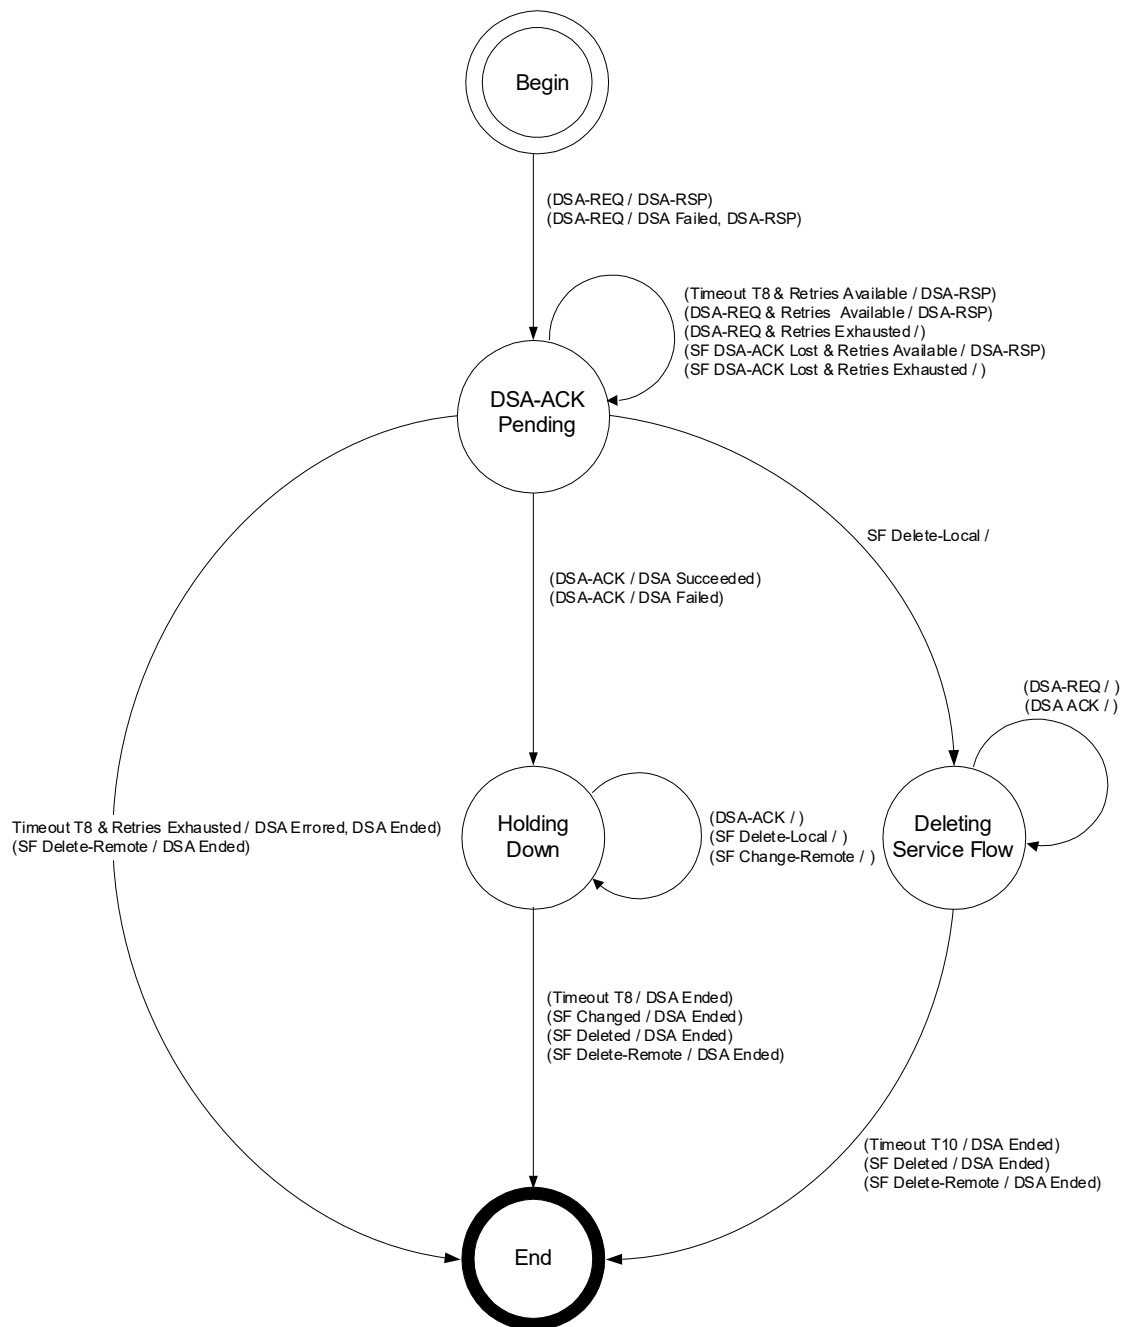 Begin
(DSA-REQ / DSA-RSP)
(DSA-REQ / DSA Failed, DSA-RSP)
(Timeout T8 & Retries Available / DSA-RSP)
(DSA-REQ & Retries Available / DSA-RSP)
(DSA-REQ & Retries Exhausted /)
(SF DSA-ACK Lost & Retries Available / DSA-RSP)
(SF DSA-ACK Lost & Retries Exhausted / )
DSA-ACK
Pending
SF Delete-Local /
(DSA-ACK / DSA Succeeded)
(DSA-ACK / DSA Failed)
(DSA-REQ / )
(DSA ACK / )
Timeout T8 & Retries Exhausted / DSA Errored, DSA Ended)
(SF Delete-Remote / DSA Ended)
Holding
Down
(DSA-ACK / )
(SF Delete-Local / )
(SF Change-Remote / )
Deleting
Service Flow
(Timeout T8 / DSA Ended)
(SF Changed / DSA Ended)
(SF Deleted / DSA Ended)
(SF Delete-Remote / DSA Ended)
(Timeout T10 / DSA Ended)
(SF Deleted / DSA Ended)
(SF Delete-Remote / DSA Ended)
End